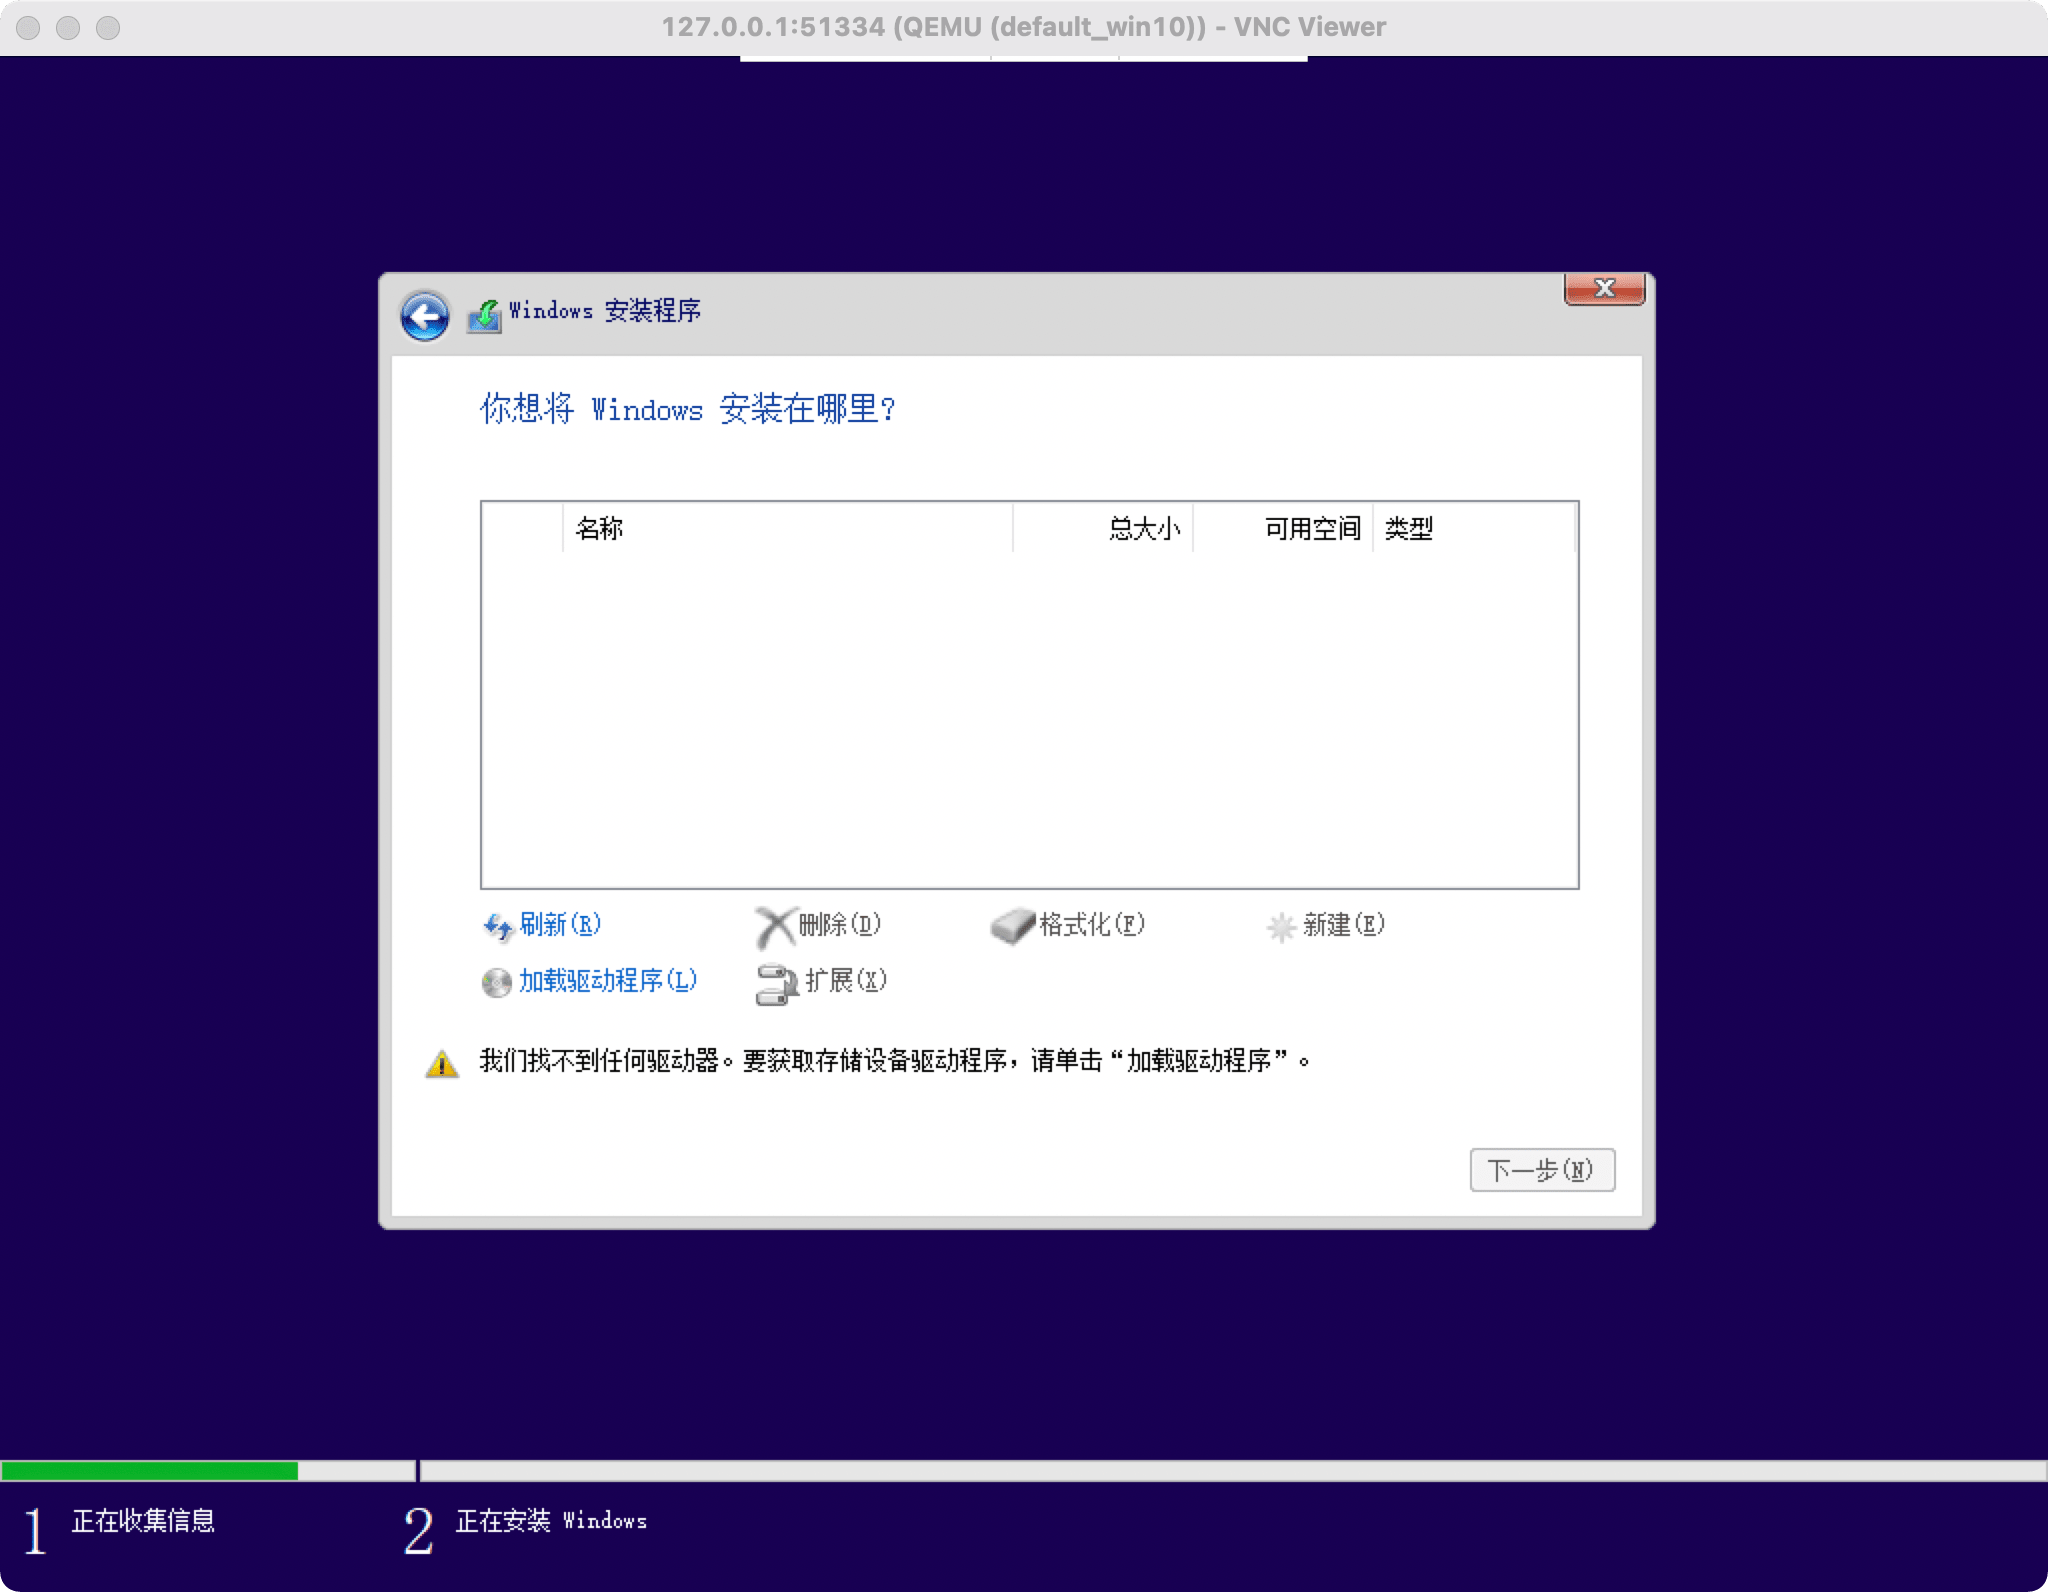 127.0.0.1:51334 (QEMU (default_win10)) - VNC Viewer
Windows 安装程序
你想将 Windows 安装在哪里?
名称 总大小 可用空间 类型
刷新(R) 删除(D) 格式化(F) 新建(E)
加载驱动程序(L) 扩展(X)
我们找不到任何驱动器。要获取存储设备驱动程序，请单击“加载驱动程序”。
下一步(N)
1 正在收集信息 2 正在安装 Windows